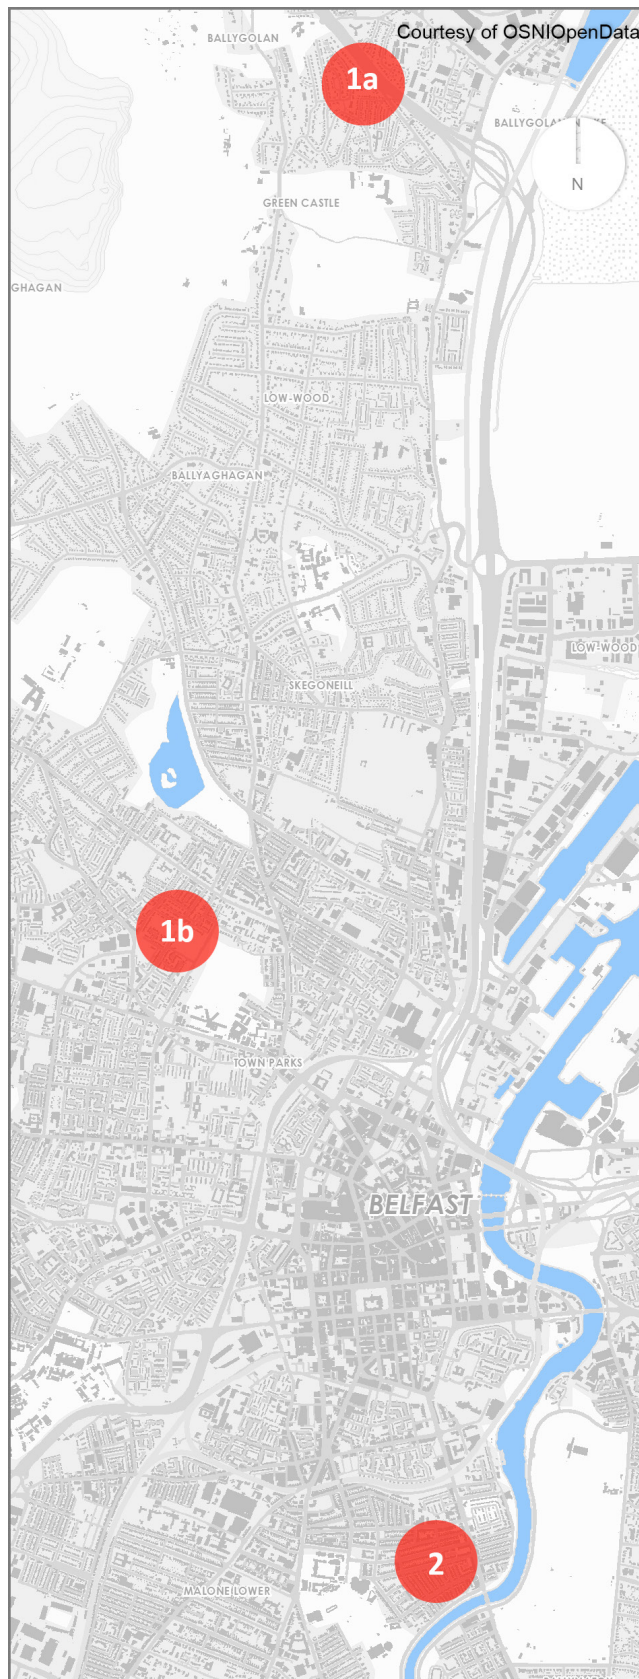 BALLYGOLAN
Courtesy of OSNIOpenData
1a
N
GREEN CASTLE
GHAGAN
LOW-WOOD
BALLYAGHAGAN
LOW-WOOD
SKEGONEILL
1b
TOWN PARKS
BELFAST
2
MALONE LOWER